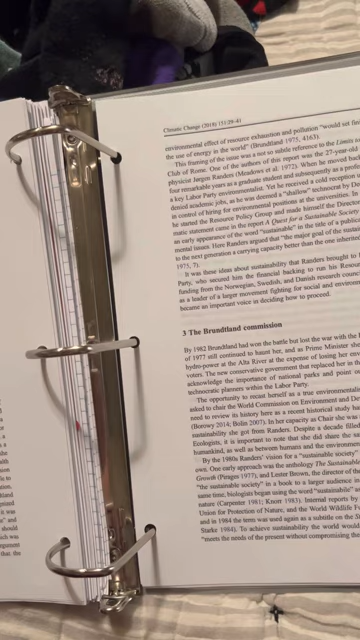 Climatic Change (2018) 151:29–41
environmental effect of resource exhaustion and pollution "would set
the use of energy in the world" (Brundtland 1975, 4163).
This framing of the issue was a not so subtle reference to the Limits
Club of Rome. One of the authors of this report was the 27-year-old
physicist Jørgen Randers (Meadows et al. 1972). When he moved back
four remarkable years as a graduate student and subsequently as a
a key Labor Party environmentalist. Yet he received a cold reception
denied academic jobs, as he was deemed a "shallow" technocrat by
in control of hiring for environmental positions at the universities. In
he started the Resource Policy Group and made himself the
matic statement came in the report A Quest for a Sustainable
an early appearance of the word "sustainable" in the title of a
mental issues. Here Randers argued that "the major goal of the
to the next generation a carrying capacity better than the one
1975, 7).
It was these ideas about sustainability that Randers brought to
Party, who secured him the financial backing to run his
funding from the Norwegian, Swedish, and Danish research
as a leader of a larger movement fighting for social and
became an important voice in deciding how to proceed.
3 The Brundtland commission
By 1982 Brundtland had won the battle but lost the war with the
of 1977 still continued to haunt her, and as Prime Minister she
hydro-power at the Alta River at the expense of losing her
voters. The new conservative government that replaced her in the
acknowledge the importance of national parks and point
technocratic planners within the Labor Party.
The opportunity to recast herself as a true
asked to chair the World Commission on Environment and
need to review its history here as a recent historical study
(Borowy 2014; Bolin 2007). In her capacity as Chair she was
sustainability she got from Randers. Despite a decade filled
Ecologists, it is important to note that she did share the
humankind, as well as between humans and the
By the 1980s Randers' vision for a "sustainable society"
own. One early approach was the anthology The Sustainable
Growth (Pirages 1977), and Lester Brown, the director of the
"the sustainable society" in a book to a larger audience in
same time, biologists began using the word "sustainable"
nature (Carpenter 1981; Knorr 1983). Internal reports by
Union for Protection of Nature, and the World Wildlife
and in 1984 the term was used again as a subtitle on the
Starke 1984). To achieve sustainability the world would
"meets the needs of the present without compromising the